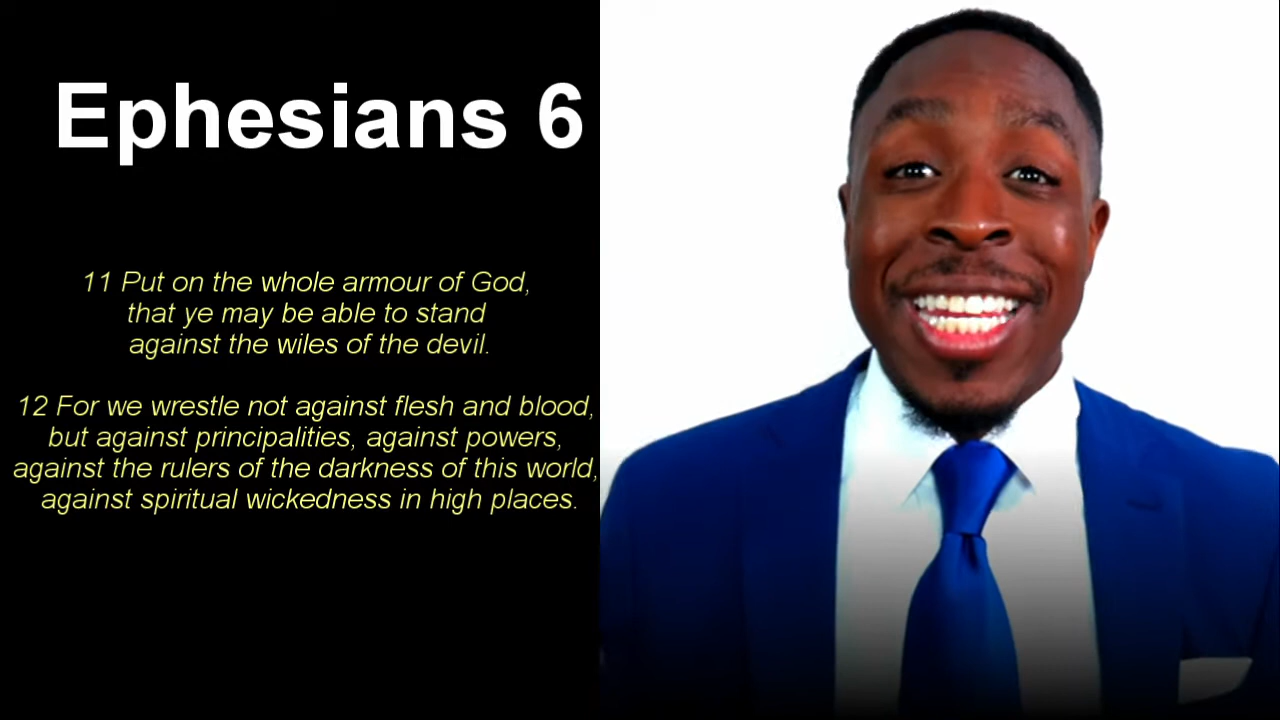 Ephesians 6
11 Put on the whole armour of God,
that ye may be able to stand
against the wiles of the devil.
12 For we wrestle not against flesh and blood,
but against principalities, against powers,
against the rulers of the darkness of this world,
against spiritual wickedness in high places.